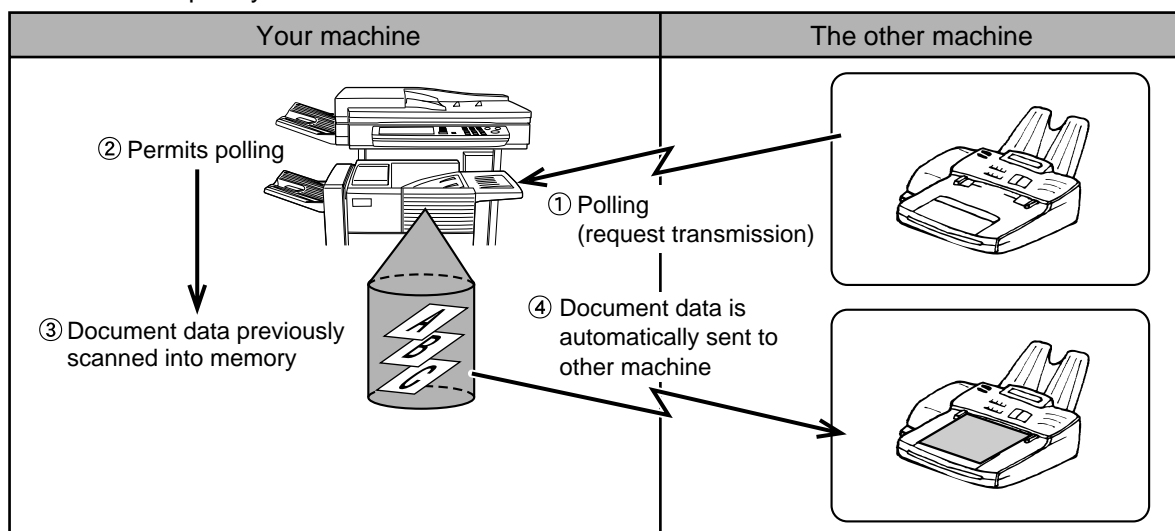 Your machine
The other machine
② Permits polling
① Polling
(request transmission)
③ Document data previously
scanned into memory
④ Document data is
automatically sent to
other machine
A
B
C